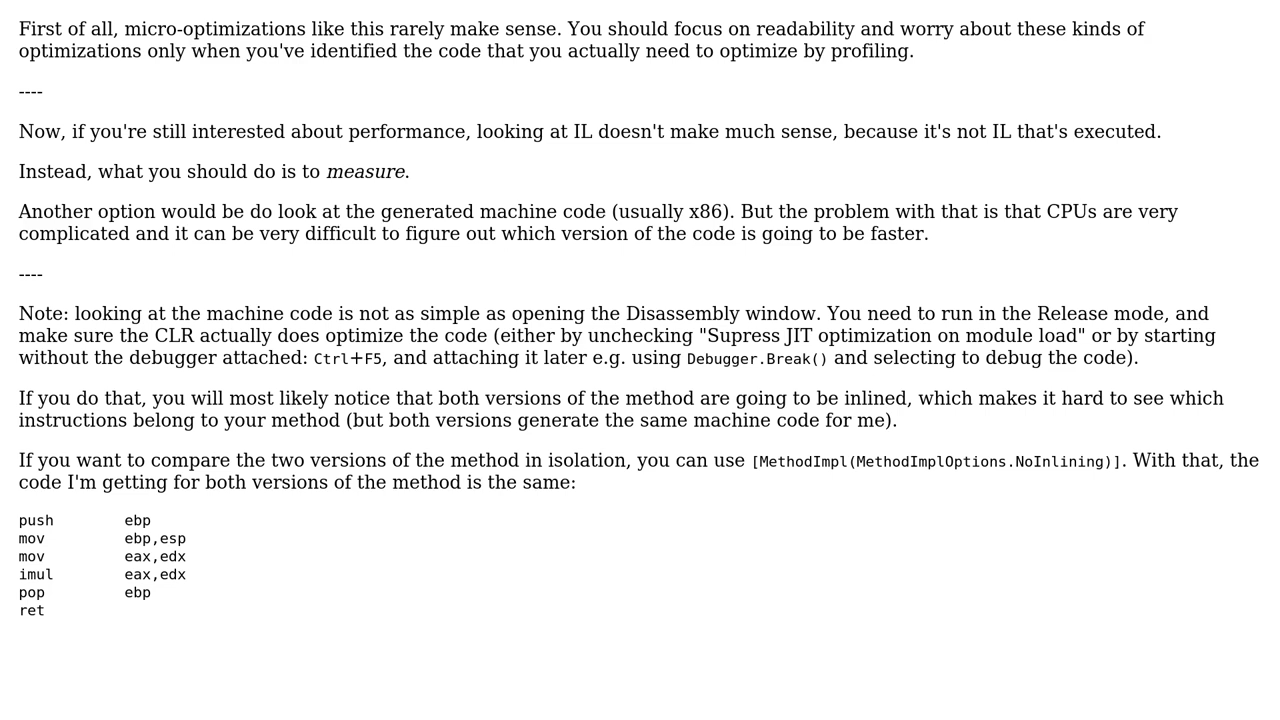 First of all, micro-optimizations like this rarely make sense. You should focus on readability and worry about these kinds of
optimizations only when you've identified the code that you actually need to optimize by profiling.
----
Now, if you're still interested about performance, looking at IL doesn't make much sense, because it's not IL that's executed.
Instead, what you should do is to measure.
Another option would be do look at the generated machine code (usually x86). But the problem with that is that CPUs are very
complicated and it can be very difficult to figure out which version of the code is going to be faster.
----
Note: looking at the machine code is not as simple as opening the Disassembly window. You need to run in the Release mode, and
make sure the CLR actually does optimize the code (either by unchecking "Supress JIT optimization on module load" or by starting
without the debugger attached: Ctrl+F5, and attaching it later e.g. using Debugger.Break() and selecting to debug the code).
If you do that, you will most likely notice that both versions of the method are going to be inlined, which makes it hard to see which
instructions belong to your method (but both versions generate the same machine code for me).
If you want to compare the two versions of the method in isolation, you can use [MethodImpl(MethodImplOptions.NoInlining)]. With that, the
code I'm getting for both versions of the method is the same:
push        ebp
mov         ebp,esp
mov         eax,edx
imul        eax,edx
pop         ebp
ret